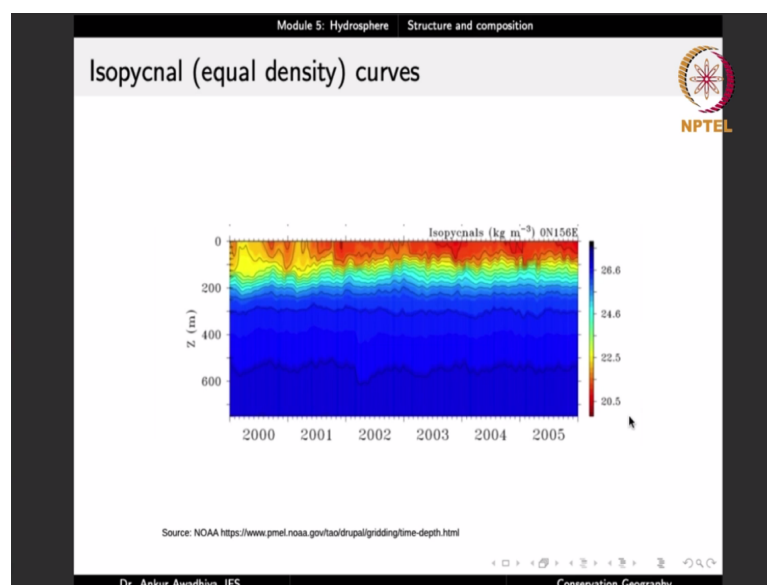 Module 5: Hydrosphere Structure and composition
Isopycnal (equal density) curves
NPTEL
Isopycnals (kg m⁻³) 0N156E
0
200
400
600
Z (m)
26.6
24.6
22.5
20.5
2000 2001 2002 2003 2004 2005
Source: NOAA https://www.pmel.noaa.gov/tao/drupal/gridding/time-depth.html
Dr. Ankur Awadhiya, IFS Conservation Geography